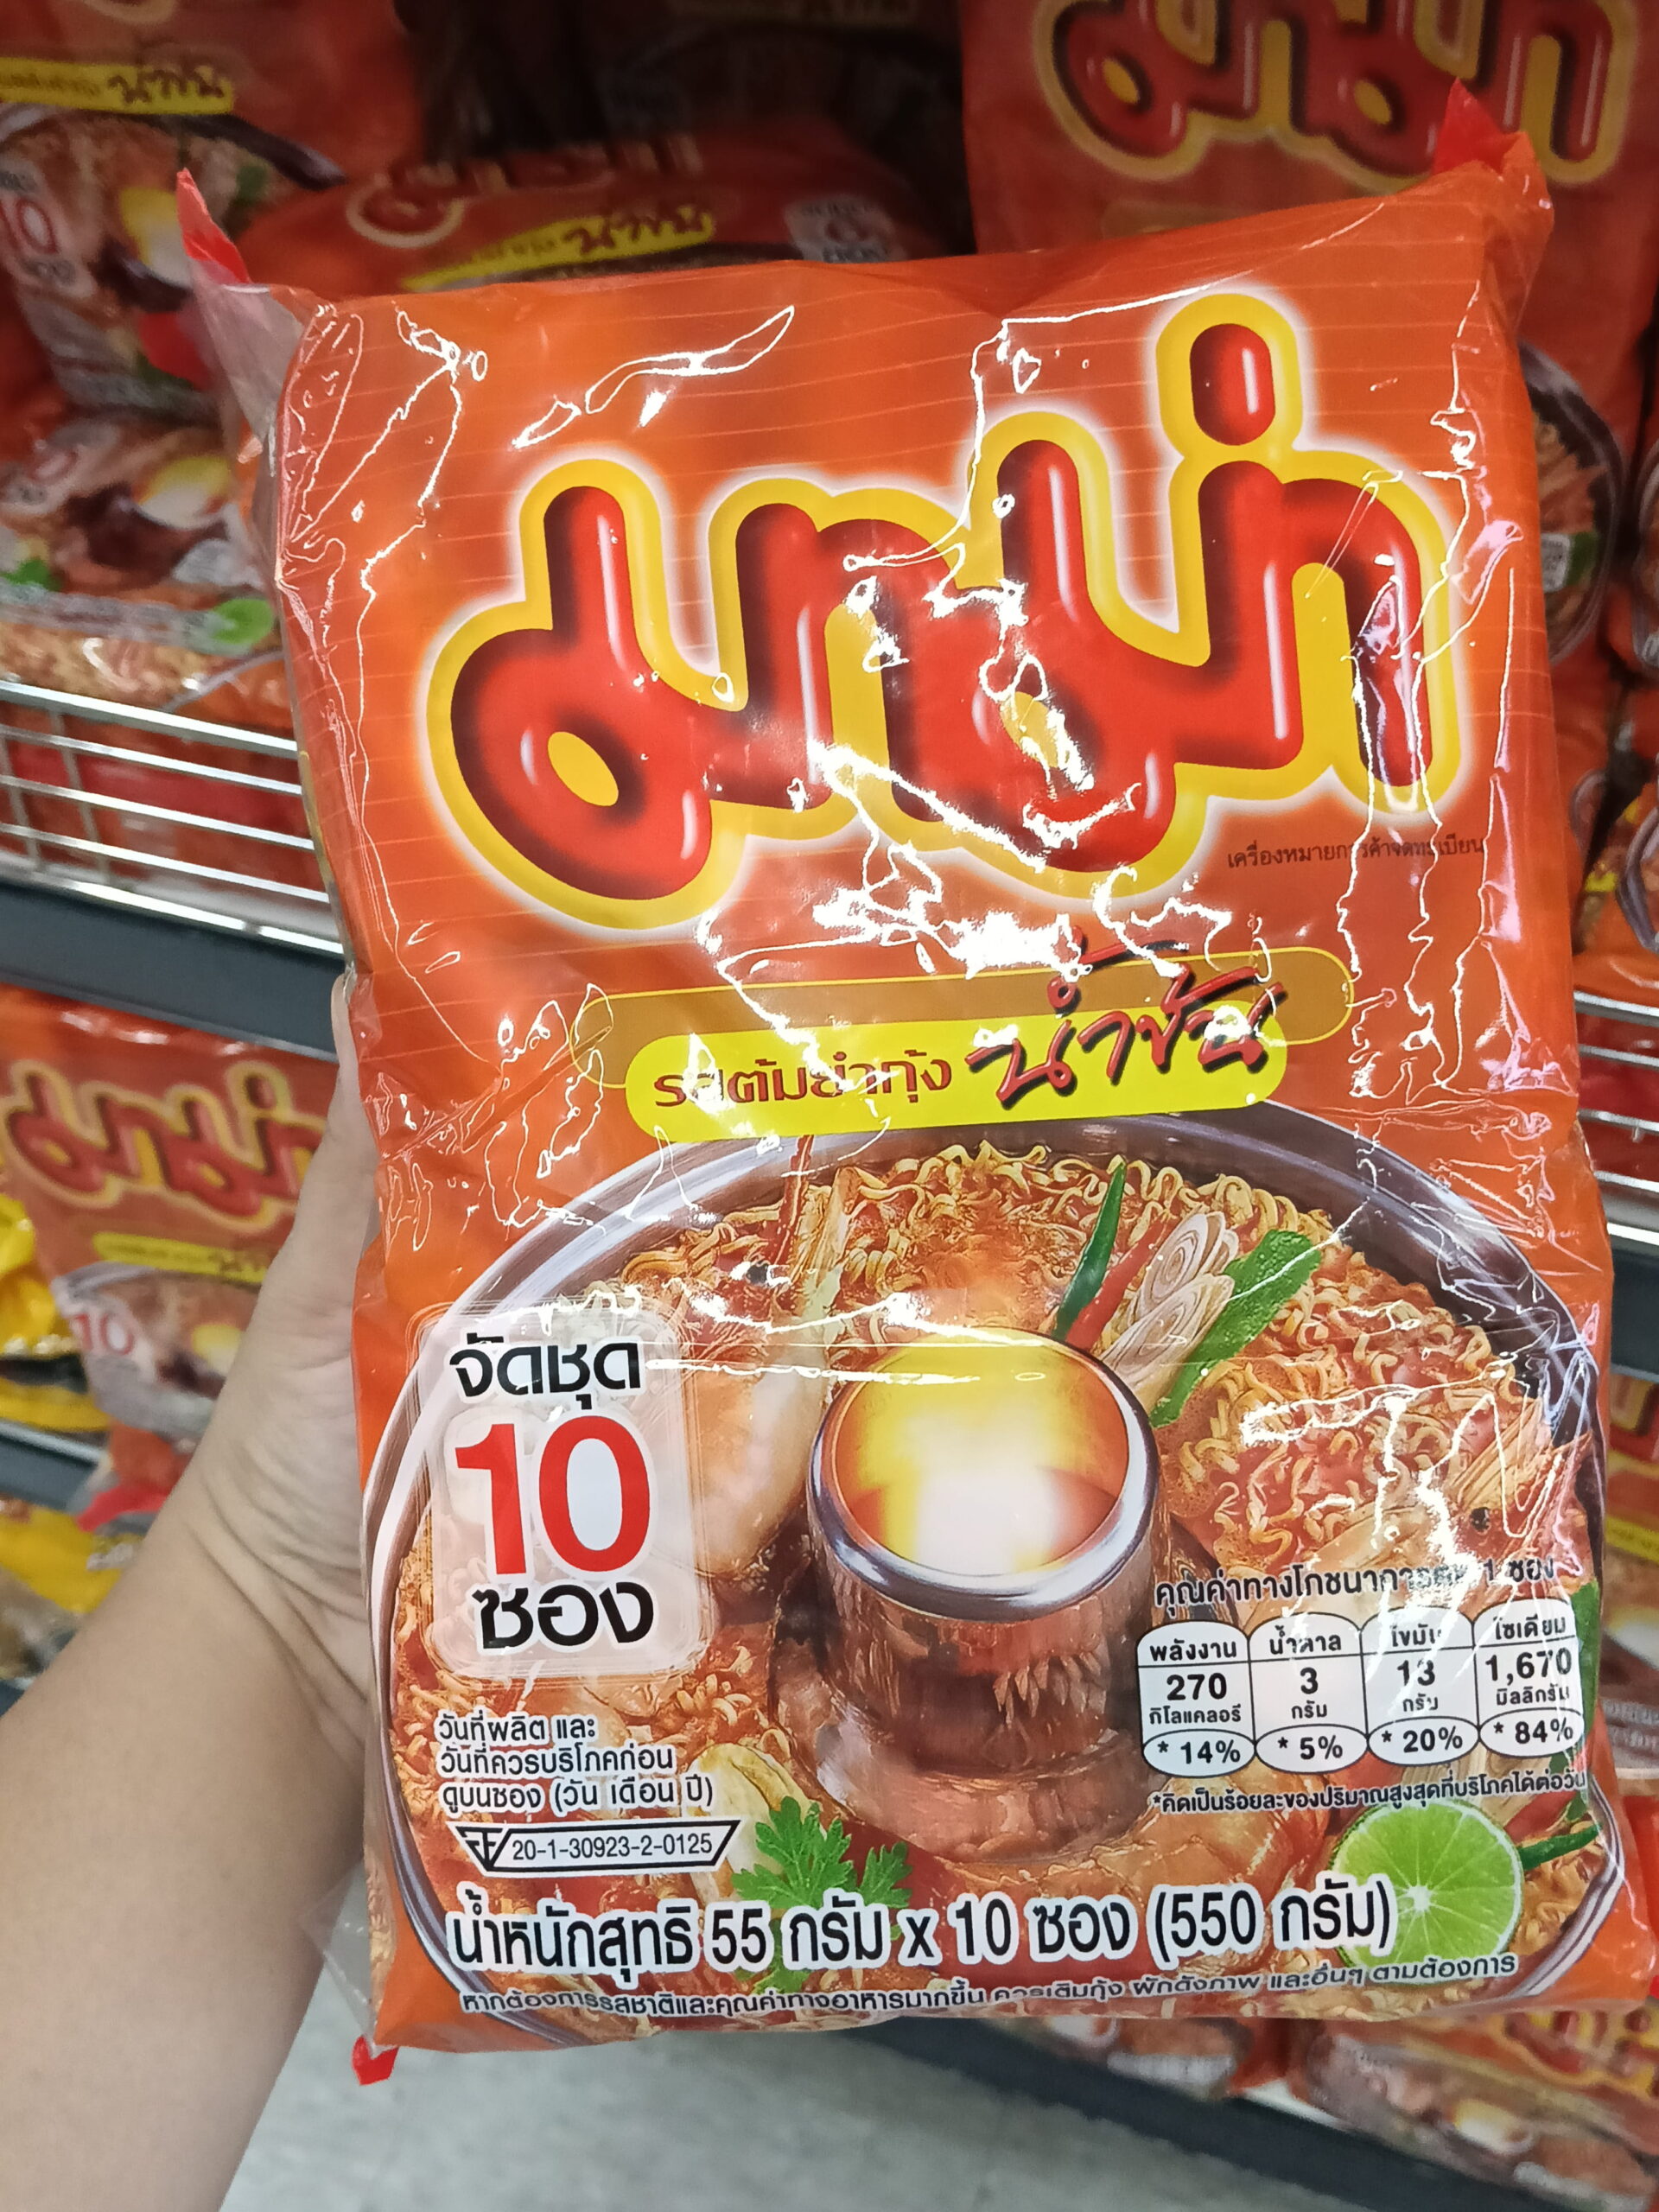 มาม่า
เครื่องหมายการค้าจดทะเบียน
รสต้มยำกุ้ง น้ำข้น
จัดชุด
10
ซอง
คุณค่าทางโภชนาการต่อ 1 ซอง
พลังงาน น้ำตาล ไขมัน โซเดียม
270 3 13 1,670
กิโลแคลอรี กรัม กรัม มิลลิกรัม
* 14% * 5% * 20% * 84%
*คิดเป็นร้อยละของปริมาณสูงสุดที่บริโภคได้ต่อวัน
วันที่ผลิต และ
วันที่ควรบริโภคก่อน
ดูบนซอง (วัน เดือน ปี)
20-1-30923-2-0125
น้ำหนักสุทธิ 55 กรัม x 10 ซอง (550 กรัม)
หากต้องการรสชาติและคุณค่าทางอาหารมากขึ้น ควรเติมกุ้ง ผักดังภาพ และอื่นๆ ตามต้องการ